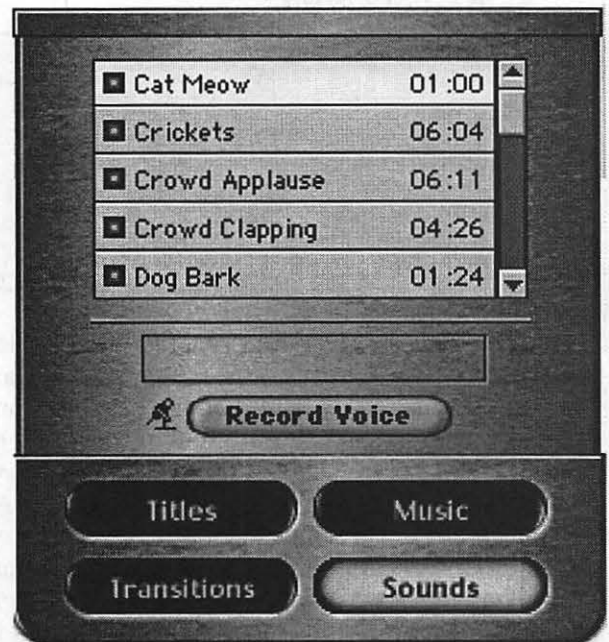 Cat Meow 01:00
Crickets 06:04
Crowd Applause 06:11
Crowd Clapping 04:26
Dog Bark 01:24
Record Voice
Titles Music
Transitions Sounds